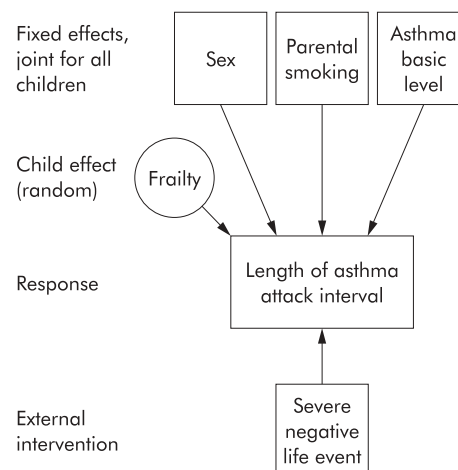 Fixed effects,
joint for all
children
Sex
Parental
smoking
Asthma
basic
level
Child effect
(random)
Frailty
Response
Length of asthma
attack interval
External
intervention
Severe
negative
life event